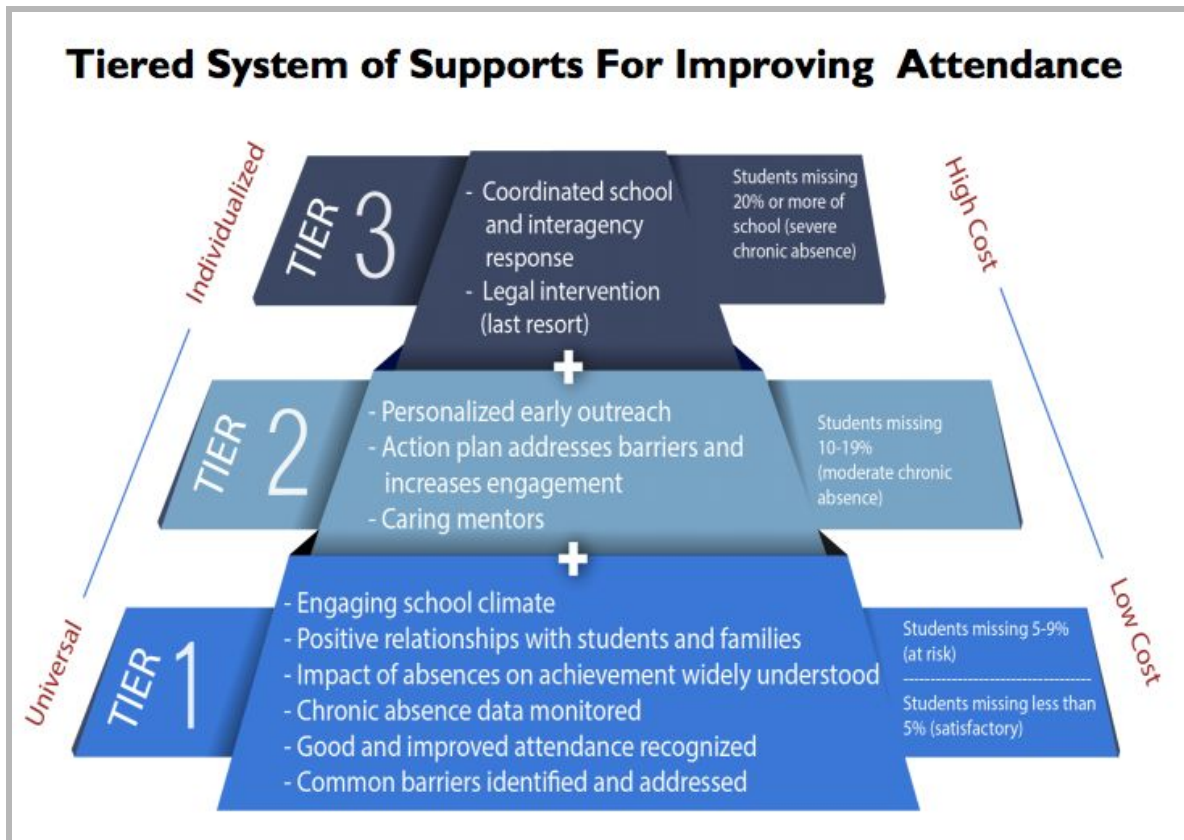 Tiered System of Supports For Improving Attendance
Individualized
Universal
High Cost
Low Cost
TIER 3
- Coordinated school
and interagency
response
- Legal intervention
(last resort)
Students missing
20% or more of
school (severe
chronic absence)
+
TIER 2
- Personalized early outreach
- Action plan addresses barriers and
increases engagement
- Caring mentors
Students missing
10-19%
(moderate chronic
absence)
+
TIER 1
- Engaging school climate
- Positive relationships with students and families
- Impact of absences on achievement widely understood
- Chronic absence data monitored
- Good and improved attendance recognized
- Common barriers identified and addressed
Students missing 5-9%
(at risk)
Students missing less than
5% (satisfactory)